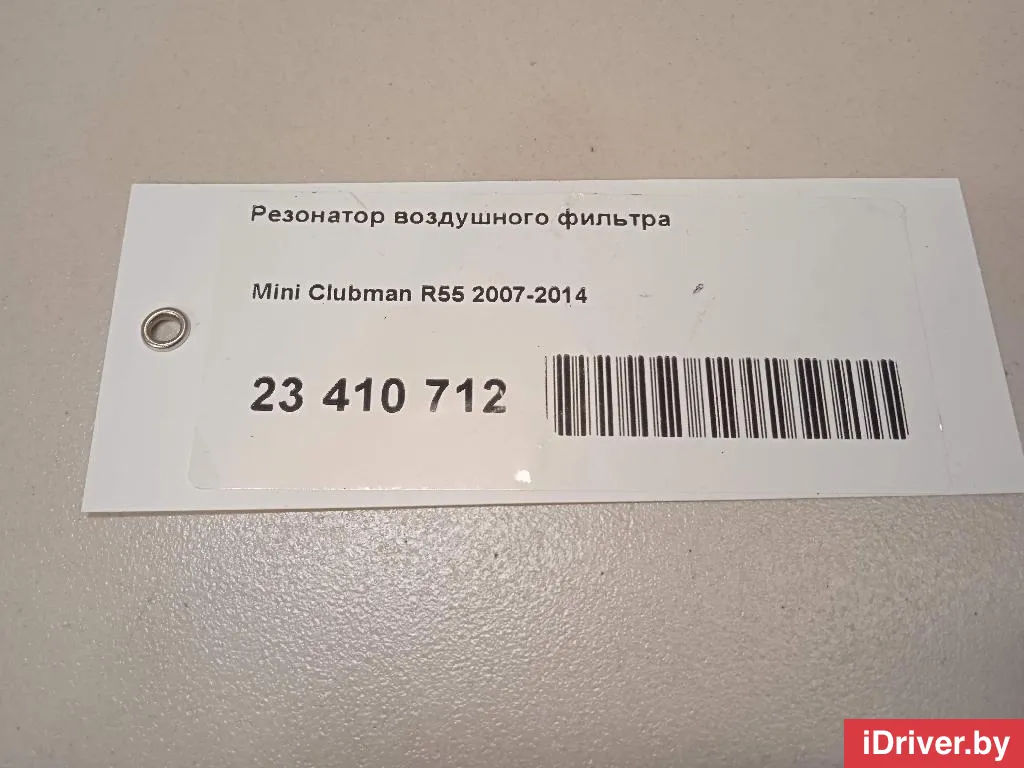 Резонатор воздушного фильтра
Mini Clubman R55 2007-2014
23 410 712
iDriver.by